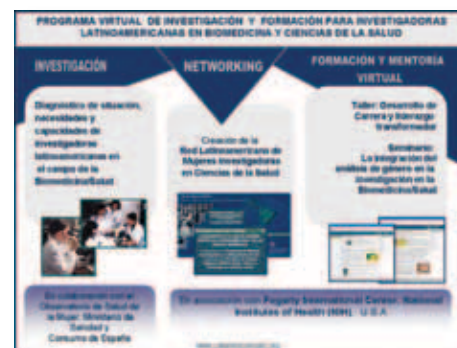 PROGRAMA VIRTUAL DE INVESTIGACIÓN Y FORMACIÓN PARA INVESTIGADORAS
LATINOAMERICANAS EN BIOMEDICINA Y CIENCIAS DE LA SALUD
INVESTIGACIÓN
Diagnóstico de situación,
necesidades y
capacidades de
investigadoras
latinoamericanas en
el campo de la
Biomedicina/Salud
En colaboración con el
Observatorio de Salud de
la Mujer. Ministerio de
Sanidad y
Consumo de España
NETWORKING
Creación de la
Red Latinoamericana de
Mujeres investigadoras
en Ciencias de la Salud
FORMACIÓN Y MENTORÍA
VIRTUAL
Taller: Desarrollo de
Carrera y liderazgo
transformador
Seminario:
La integración del
análisis de género en la
investigación en la
Biomedicina/Salud
En asociación con Fogarty International Center. National
Institutes of Health (NIH). U.S.A